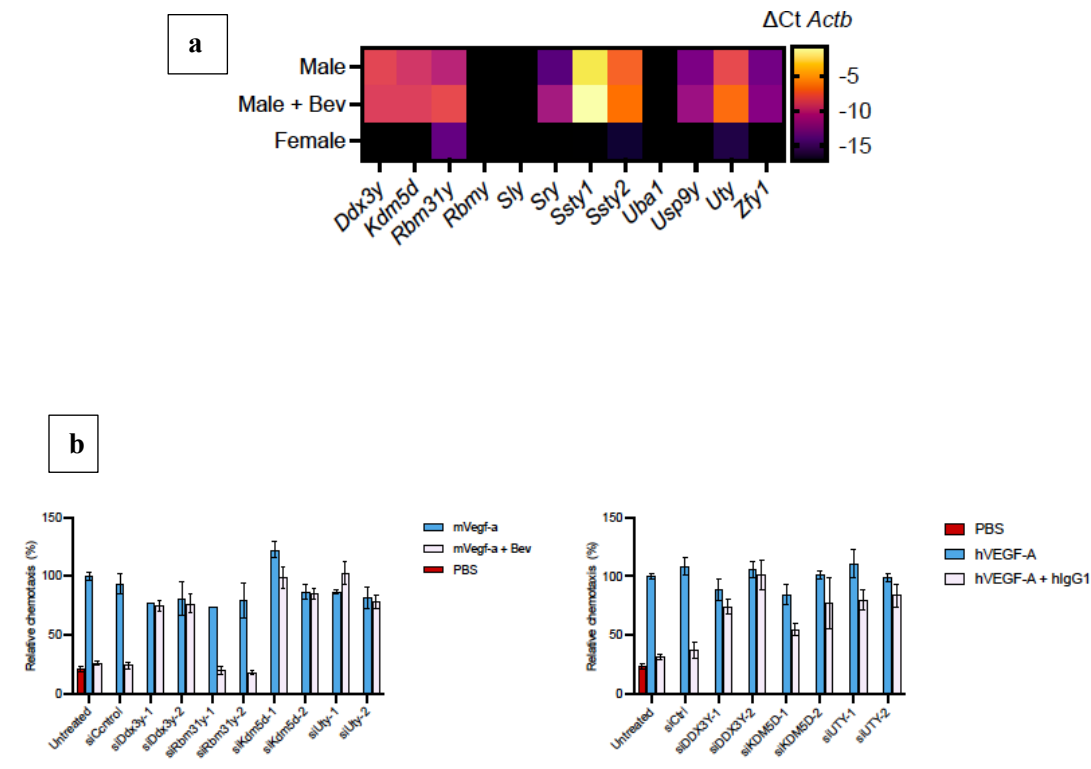 a
ΔCt Actb
Male
Male + Bev
Female
-5
-10
-15
Ddx3y
Kdm5d
Rbm31y
Rbmy
Sly
Sry
Ssty1
Ssty2
Uba1
Usp9y
Uty
Zfy1
b
Relative chemotaxis (%)
150
100
50
0
Untreated
siControl
siDdx3y-1
siDdx3y-2
siRbm31y-1
siRbm31y-2
siKdm5d-1
siKdm5d-2
siUty-1
siUty-2
mVegf-a
mVegf-a + Bev
PBS
Relative chemotaxis (%)
150
100
50
0
Untreated
siCtrl
siDDX3Y-1
siDDX3Y-2
siKDM5D-1
siKDM5D-2
siUTY-1
siUTY-2
PBS
hVEGF-A
hVEGF-A + hIgG1